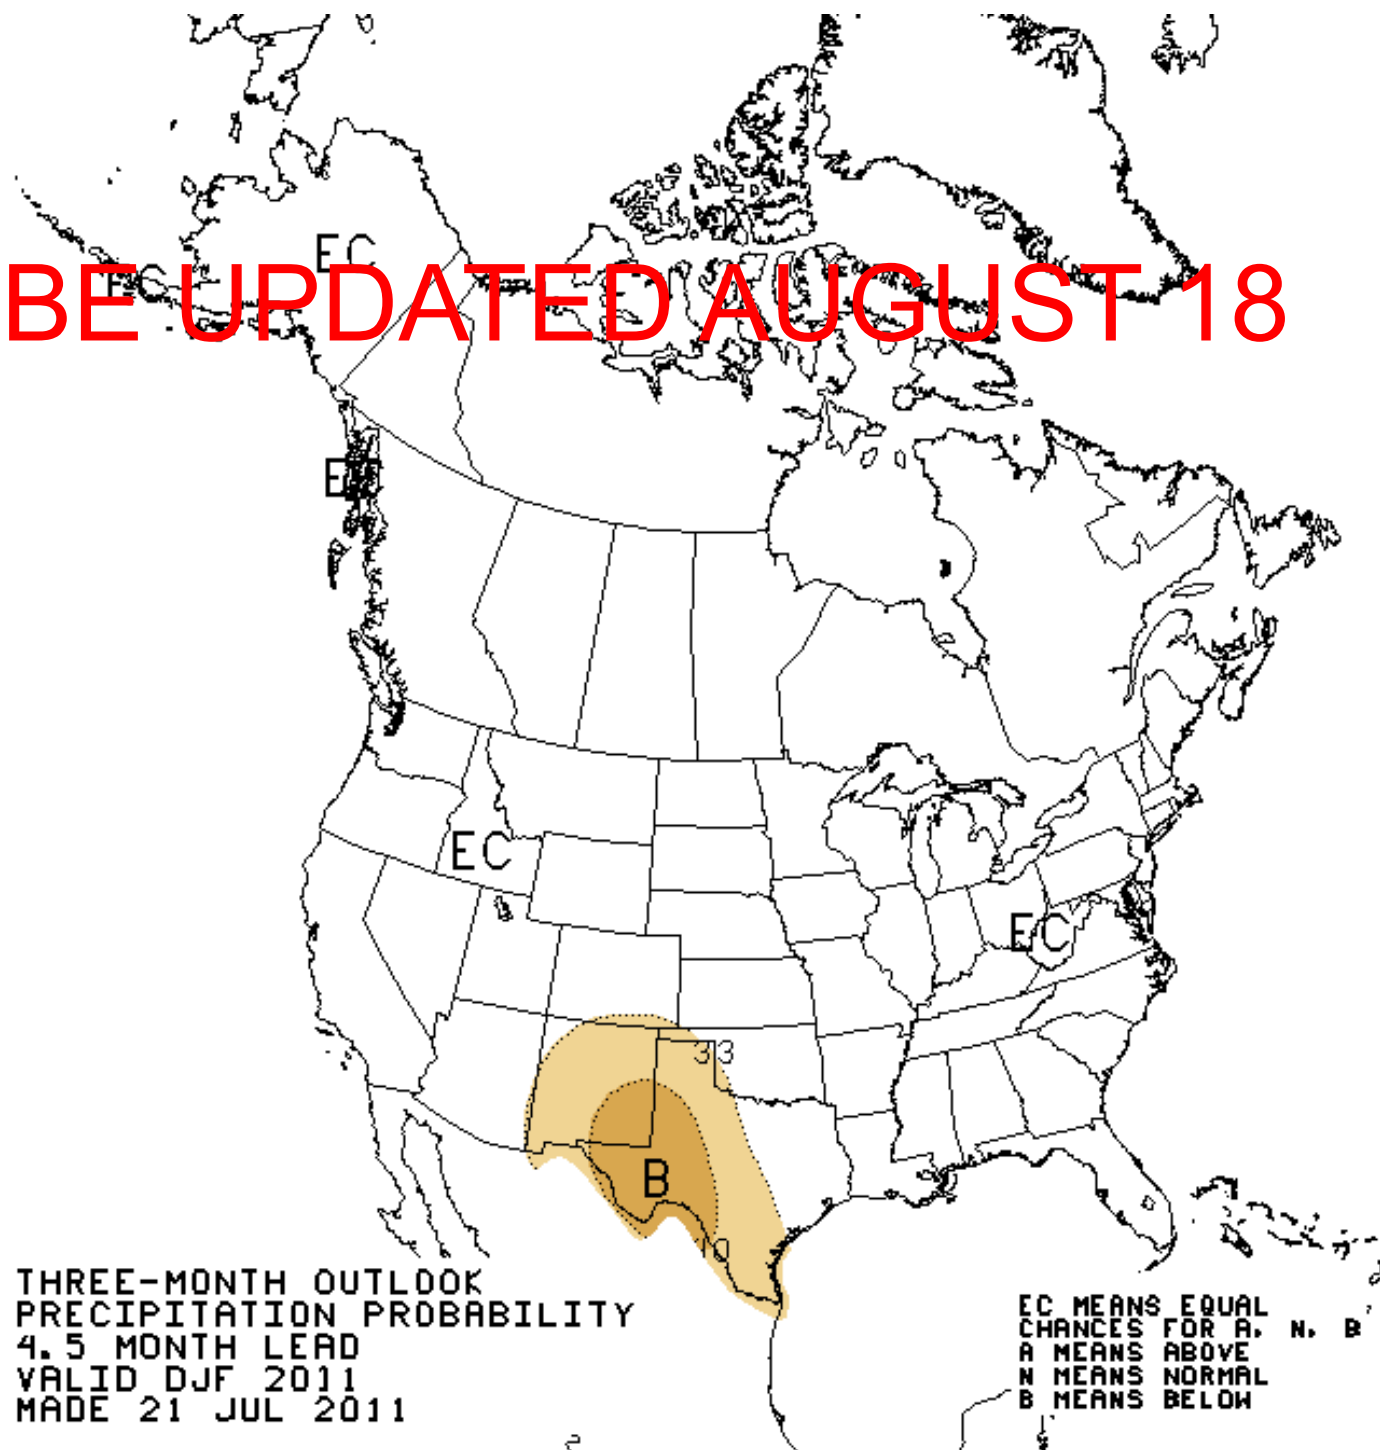 EC
BE UPDATED AUGUST 18
EC
EC
33
B
40
THREE-MONTH OUTLOOK
PRECIPITATION PROBABILITY
4.5 MONTH LEAD
VALID DJF 2011
MADE 21 JUL 2011
EC MEANS EQUAL
CHANCES FOR A, N, B
A MEANS ABOVE
N MEANS NORMAL
B MEANS BELOW